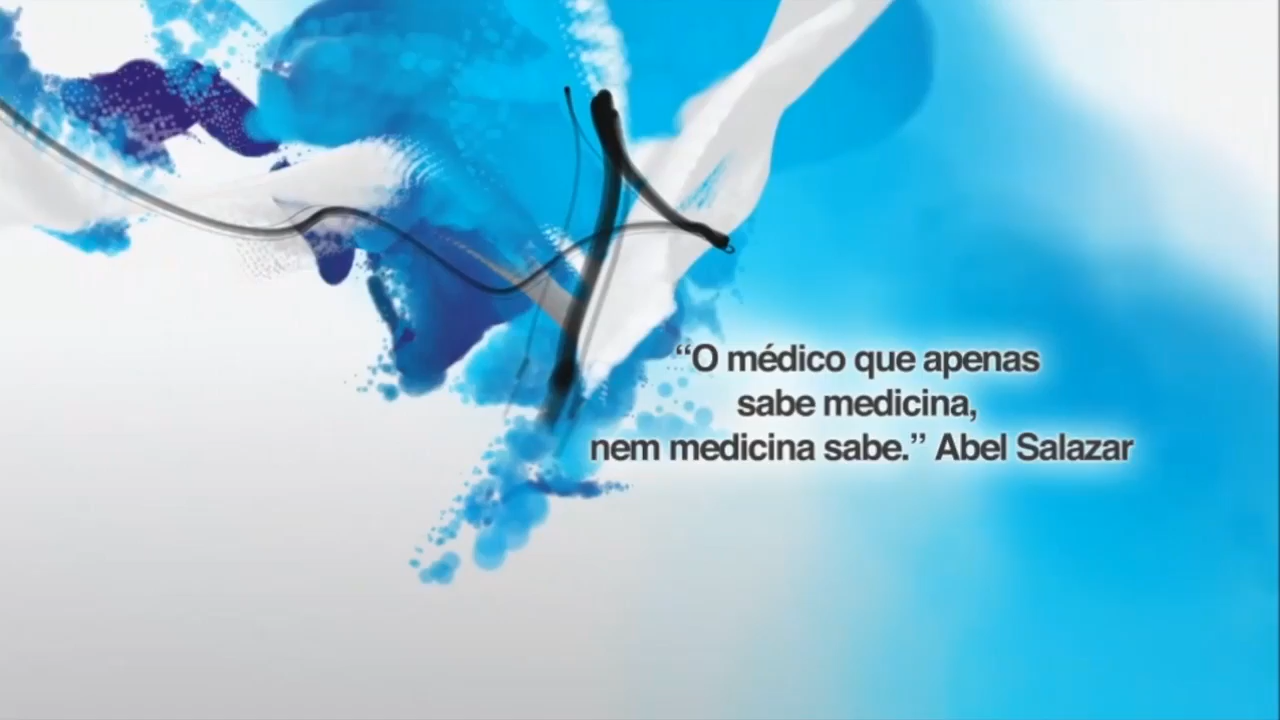 “O médico que apenas
sabe medicina,
nem medicina sabe.” Abel Salazar